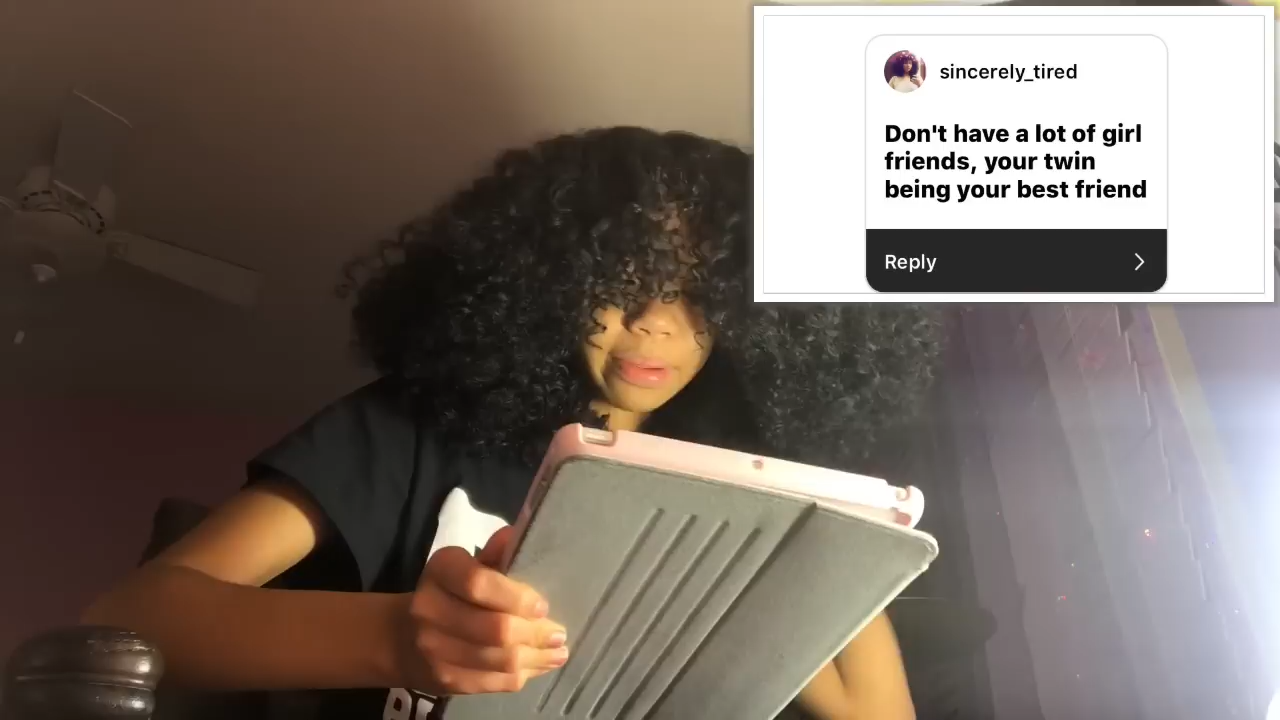 sincerely_tired
Don't have a lot of girl
friends, your twin
being your best friend
Reply